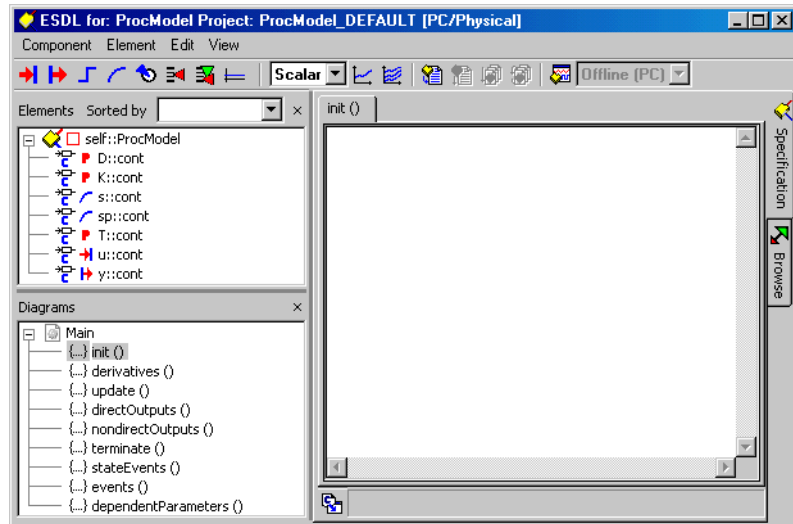 ESDL for: ProcModel Project: ProcModel_DEFAULT [PC/Physical]
Component Element Edit View
Scalar Offline (PC)
Elements Sorted by
self::ProcModel
D::cont
K::cont
s::cont
sp::cont
T::cont
u::cont
y::cont
Diagrams
Main
{...} init ()
{...} derivatives ()
{...} update ()
{...} directOutputs ()
{...} nondirectOutputs ()
{...} terminate ()
{...} stateEvents ()
{...} events ()
{...} dependentParameters ()
init ()
Specification
Browse